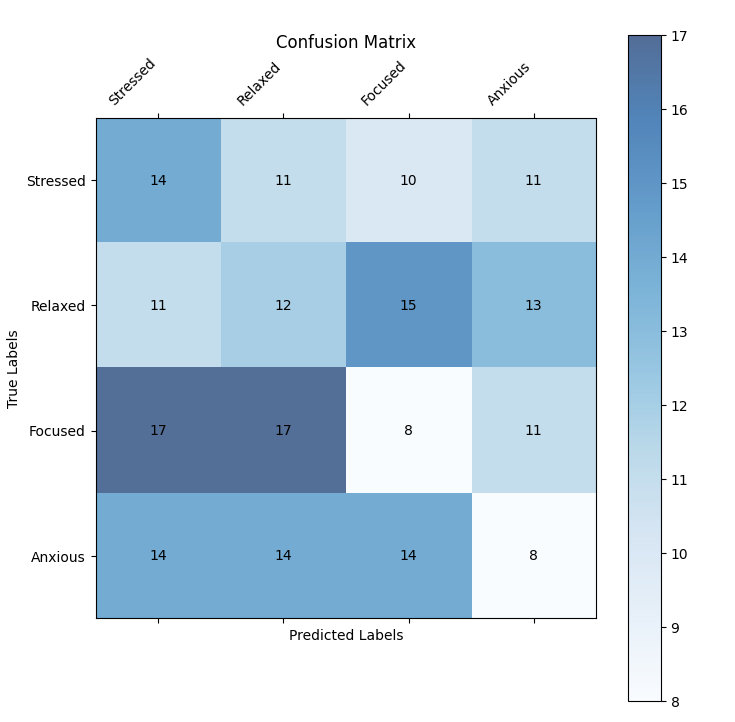 Confusion Matrix
Stressed Relaxed Focused Anxious
Stressed 14 11 10 11
Relaxed 11 12 15 13
Focused 17 17 8 11
Anxious 14 14 14 8
True Labels
Predicted Labels
17
16
15
14
13
12
11
10
9
8